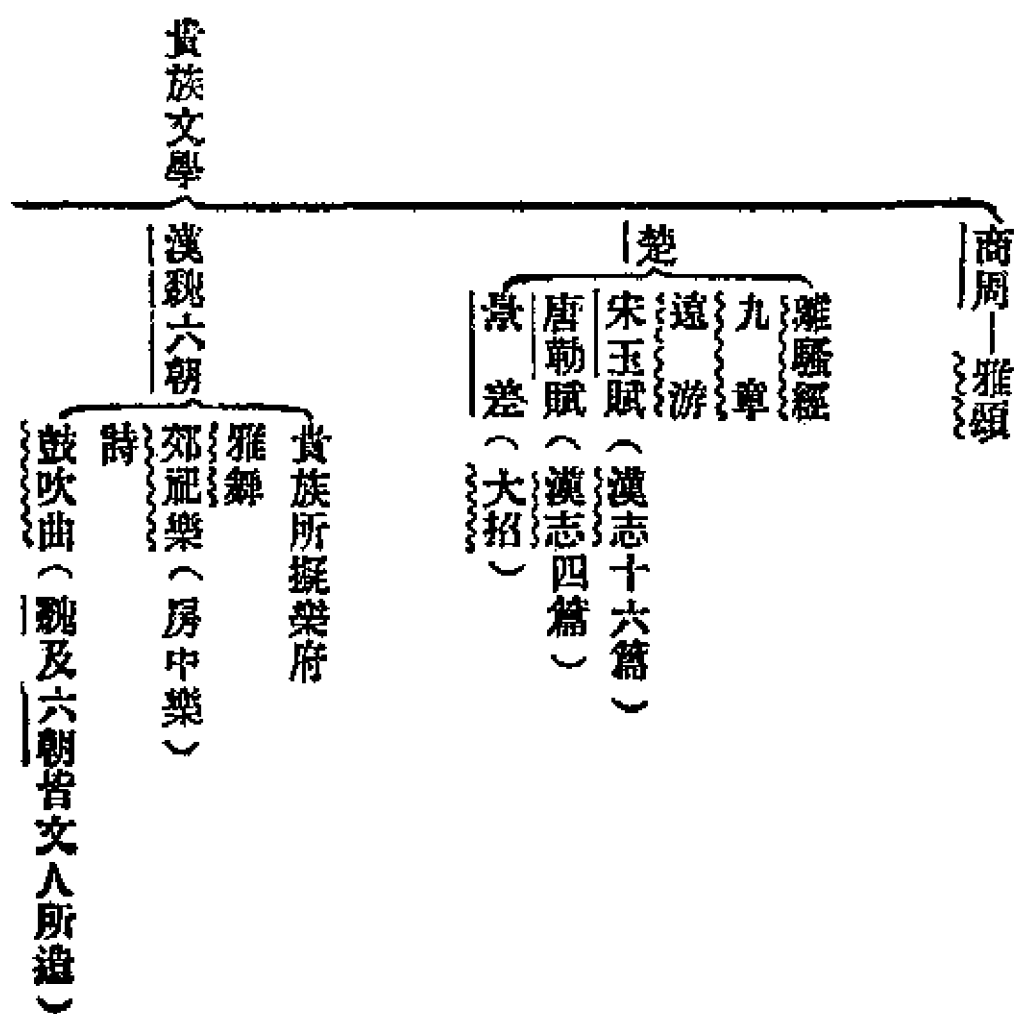 貴族文學
商周—雅頌
楚
離騷經
九章
遠游
宋玉賦（漢志十六篇）
唐勒賦（漢志四篇）
景差（大招）
漢魏六朝
貴族所擬樂府
雅舞
郊祀樂（房中樂）
詩
鼓吹曲（魏及六朝皆文人所造）